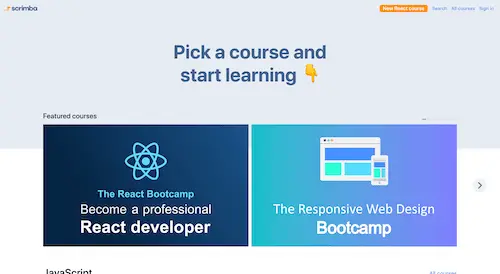 scrimba
New React course
Search
All courses
Sign in
Pick a course and
start learning 👇
Featured courses
The React Bootcamp
Become a professional
React developer
The Responsive Web Design
Bootcamp
JavaScript
All courses